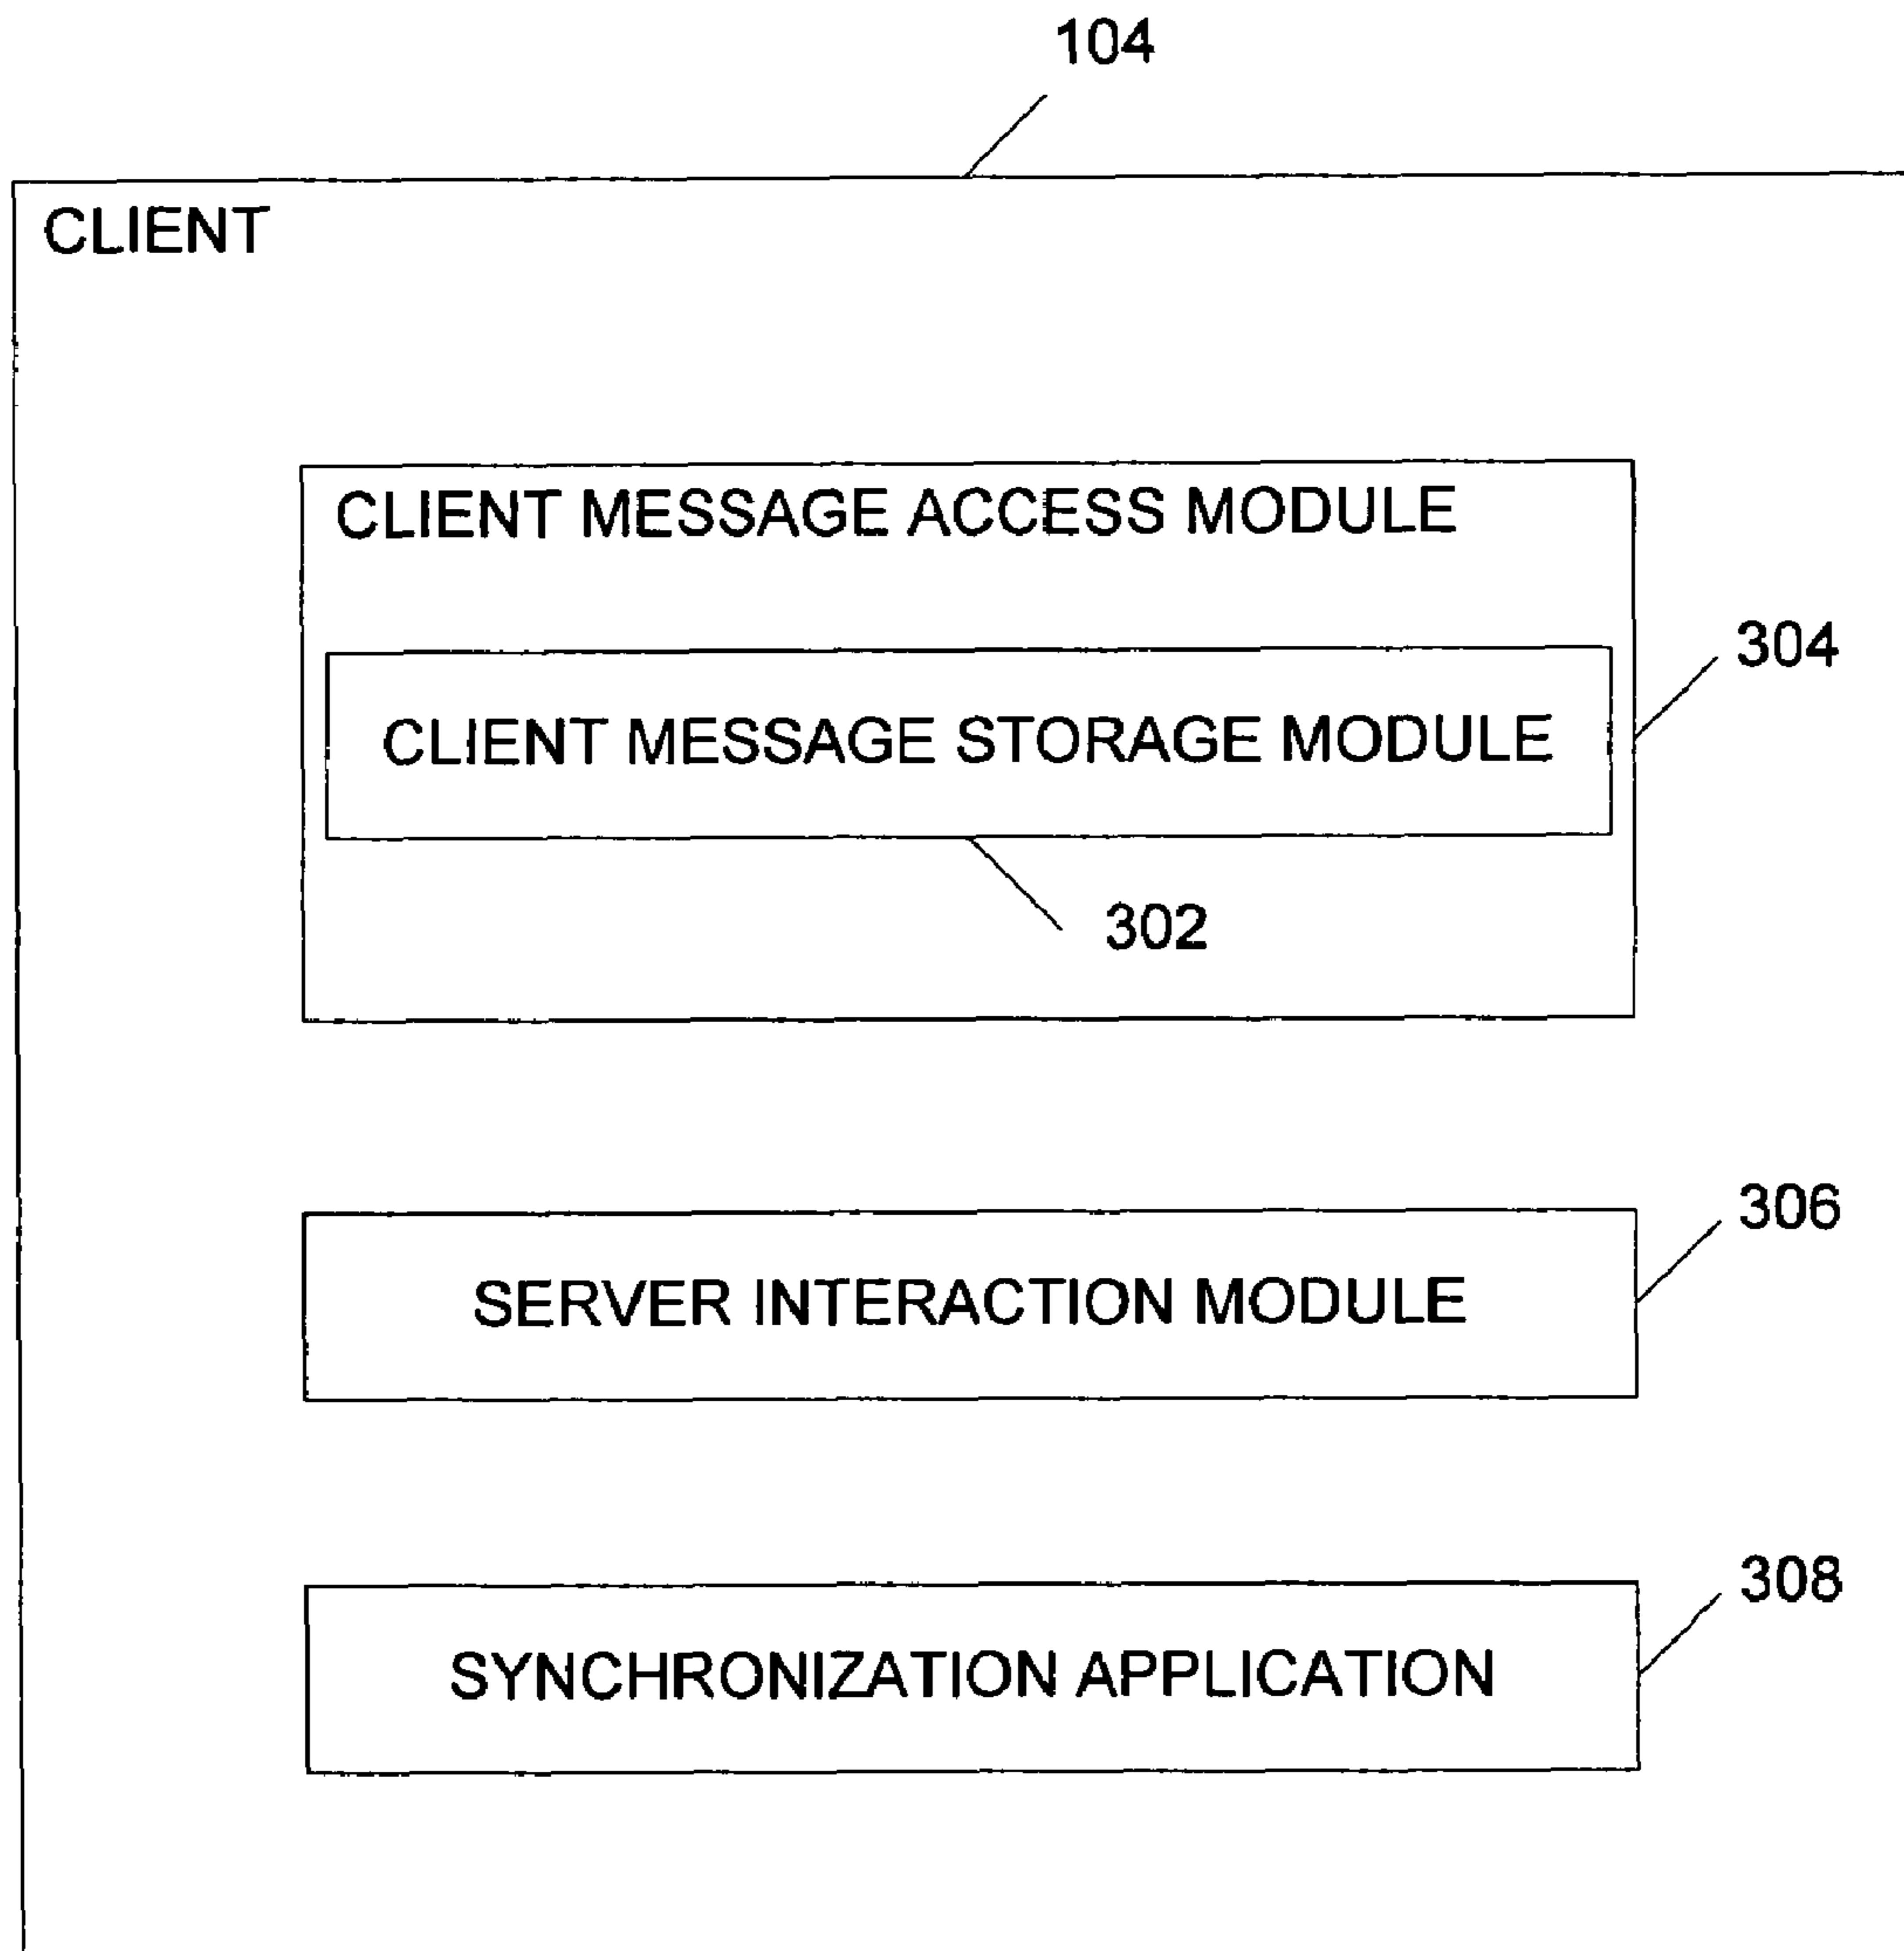 104
CLIENT
CLIENT MESSAGE ACCESS MODULE
304
CLIENT MESSAGE STORAGE MODULE
302
306
SERVER INTERACTION MODULE
308
SYNCHRONIZATION APPLICATION